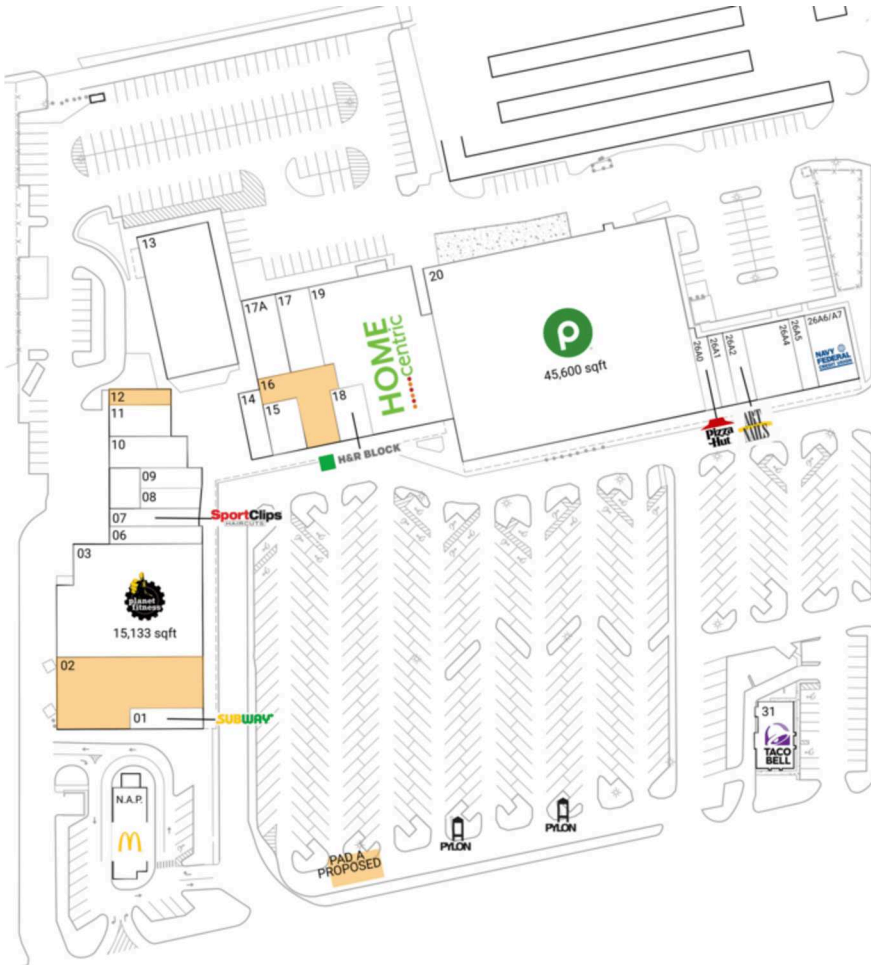 13
17A
17
19
20
HOME
centric
p
45,600 sqft
26A0
26A1
26A2
26A4
26A5
26A6/A7
NAVY
FEDERAL
CREDIT UNION
12
11
16
14
15
18
H&R BLOCK
Pizza
Hut
ART
NAILS
10
09
08
07
SportClips
HAIRCUTS
06
03
planet
fitness
15,133 sqft
02
01
SUBWAY
31
TACO
BELL
N.A.P.
M
PYLON
PYLON
PAD A
PROPOSED